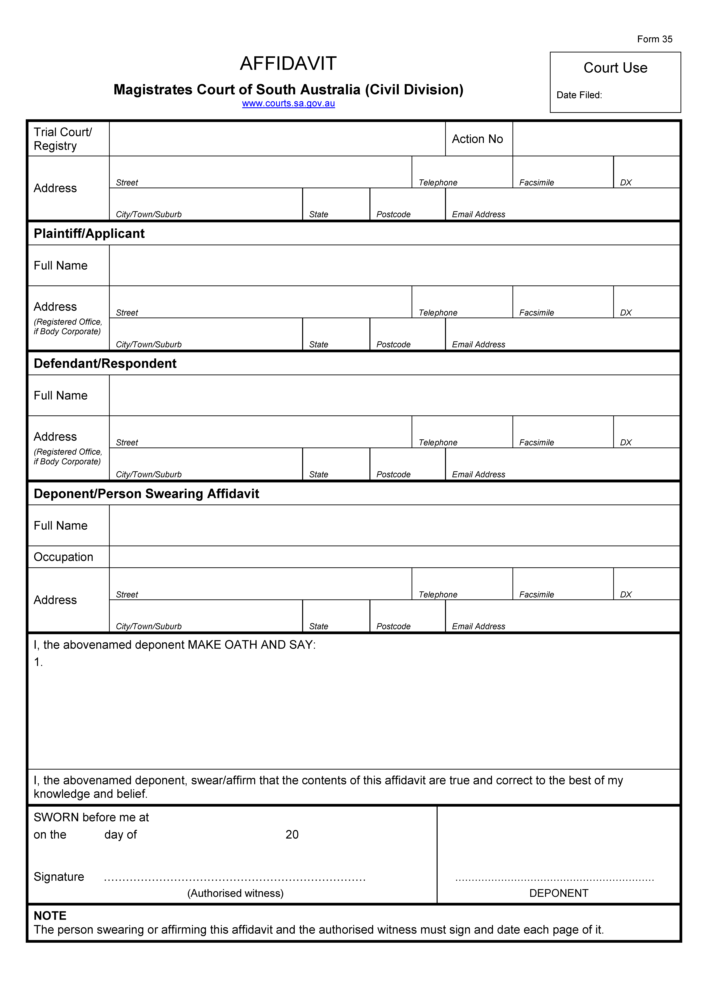 Form 35
AFFIDAVIT
Court Use
Magistrates Court of South Australia (Civil Division)
www.courts.sa.gov.au
Date Filed:
Trial Court/
Registry
Action No
Address
Street
Telephone
Facsimile
DX
City/Town/Suburb
State
Postcode
Email Address
Plaintiff/Applicant
Full Name
Address
(Registered Office,
if Body Corporate)
Street
Telephone
Facsimile
DX
City/Town/Suburb
State
Postcode
Email Address
Defendant/Respondent
Full Name
Address
(Registered Office,
if Body Corporate)
Street
Telephone
Facsimile
DX
City/Town/Suburb
State
Postcode
Email Address
Deponent/Person Swearing Affidavit
Full Name
Occupation
Address
Street
Telephone
Facsimile
DX
City/Town/Suburb
State
Postcode
Email Address
I, the abovenamed deponent MAKE OATH AND SAY:
1.
I, the abovenamed deponent, swear/affirm that the contents of this affidavit are true and correct to the best of my
knowledge and belief.
SWORN before me at
on the day of 20
Signature ................................................................
(Authorised witness)
.............................................................
DEPONENT
NOTE
The person swearing or affirming this affidavit and the authorised witness must sign and date each page of it.